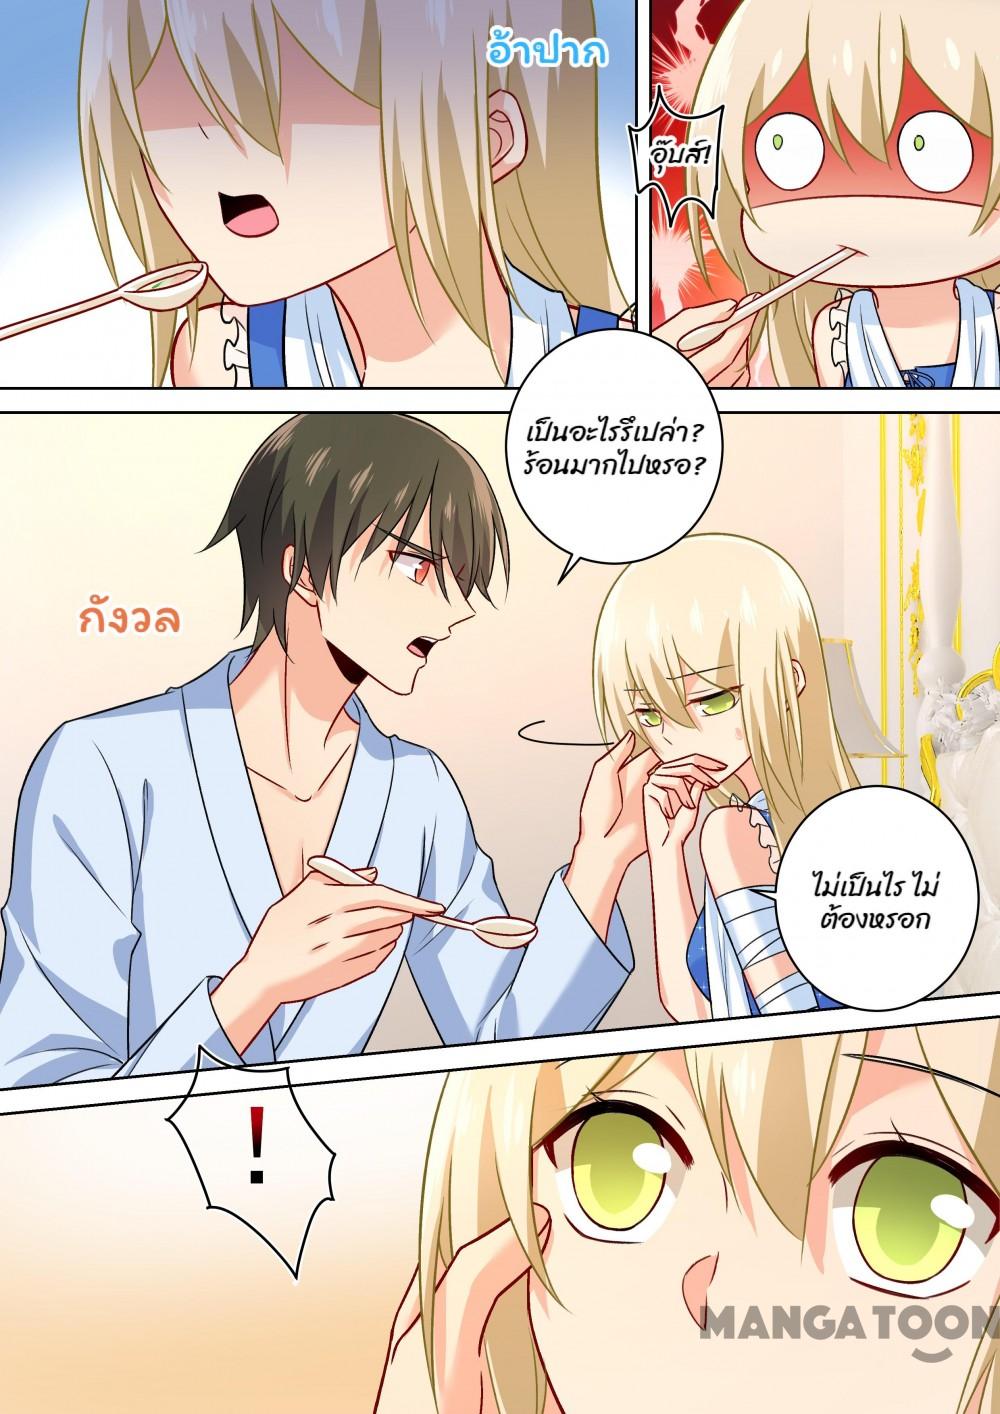 อ้าปาก
อุ๊บส์!
เป็นอะไรรึเปล่า?
ร้อนมากไปหรอ?
กังวล
ไม่เป็นไร ไม่
ต้องหรอก
!
MANGATOON